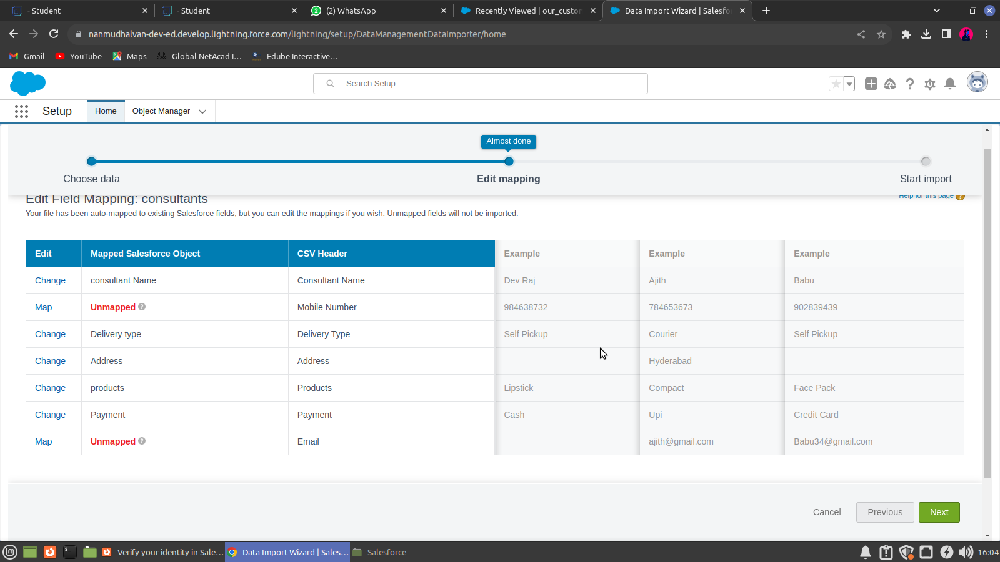 - Student
- Student
2
(2) WhatsApp
Recently Viewed | our_custon
Data Import Wizard | Salesfo
nanmudhalvan-dev-ed.develop.lightning.force.com/lightning/setup/DataManagementDataImporter/home
Gmail
YouTube
Maps
Global NetAcad I...
Edube Interactive...
Search Setup
Setup
Home
Object Manager
Almost done
Choose data
Edit mapping
Start import
Edit Field Mapping: consultants
Help for this page ?
Your file has been auto-mapped to existing Salesforce fields, but you can edit the mappings if you wish. Unmapped fields will not be imported.
Edit Mapped Salesforce Object CSV Header Example Example Example
Change consultant Name Consultant Name Dev Raj Ajith Babu
Map Unmapped ? Mobile Number 984638732 784653673 902839439
Change Delivery type Delivery Type Self Pickup Courier Self Pickup
Change Address Address Hyderabad
Change products Products Lipstick Compact Face Pack
Change Payment Payment Cash Upi Credit Card
Map Unmapped ? Email ajith@gmail.com Babu34@gmail.com
Cancel
Previous
Next
Verify your identity in Sale...
Data Import Wizard | Sales...
Salesforce
16:04